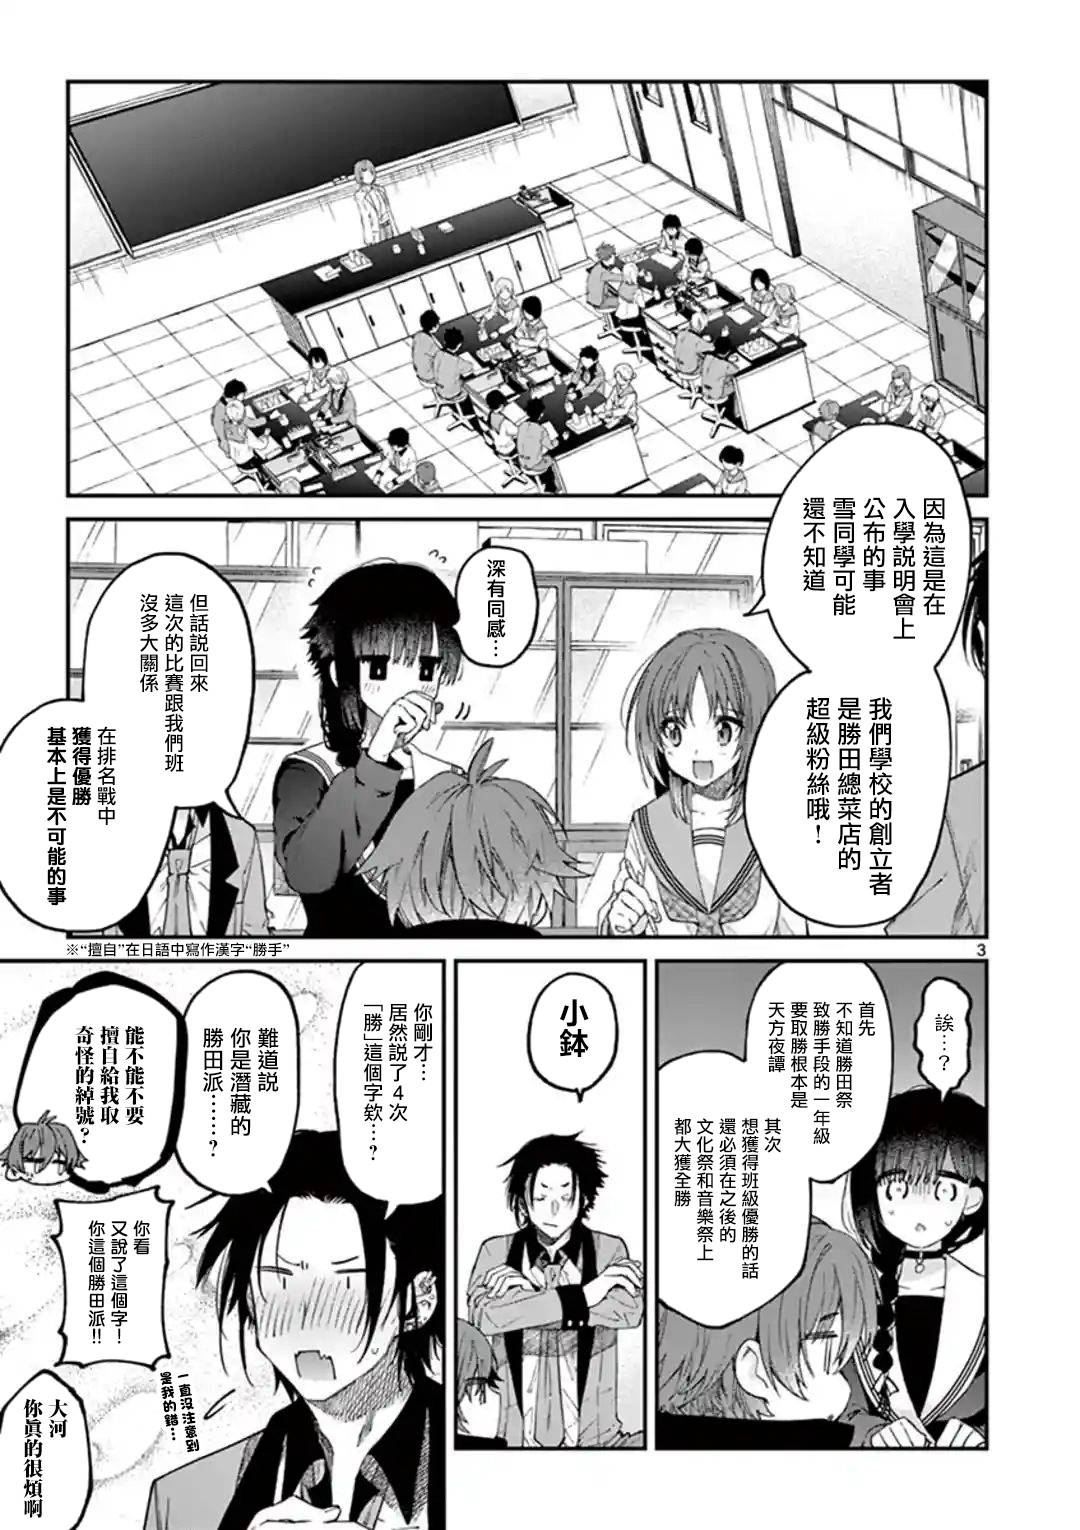 因為這是在
入學說明會上
公布的事
雪同學可能
還不知道
我們學校的創立者
是勝田總菜店的
超級粉絲哦！
深有同感…
但話說回來
這次的比賽跟我們班
沒多大關係
在排名戰中
獲得優勝
基本上是不可能的事
※“擅自”在日語中寫作漢字“勝手”
3
誒…？
首先
不知道勝田祭
致勝手段的一年級
要取勝根本是
天方夜譚
其次
想獲得班級優勝的話
還必須在之後的
文化祭和音樂祭上
都大獲全勝
小鉢
你剛才…
居然說了4次
「勝」這個字欸…？
難道說
你是潛藏的
勝田派……？
能不能不要
擅自給我取
奇怪的綽號？
你看
又說了這個字！
你這個勝田派!!
一直沒注意到
是我的錯…
大河
你真的很煩啊